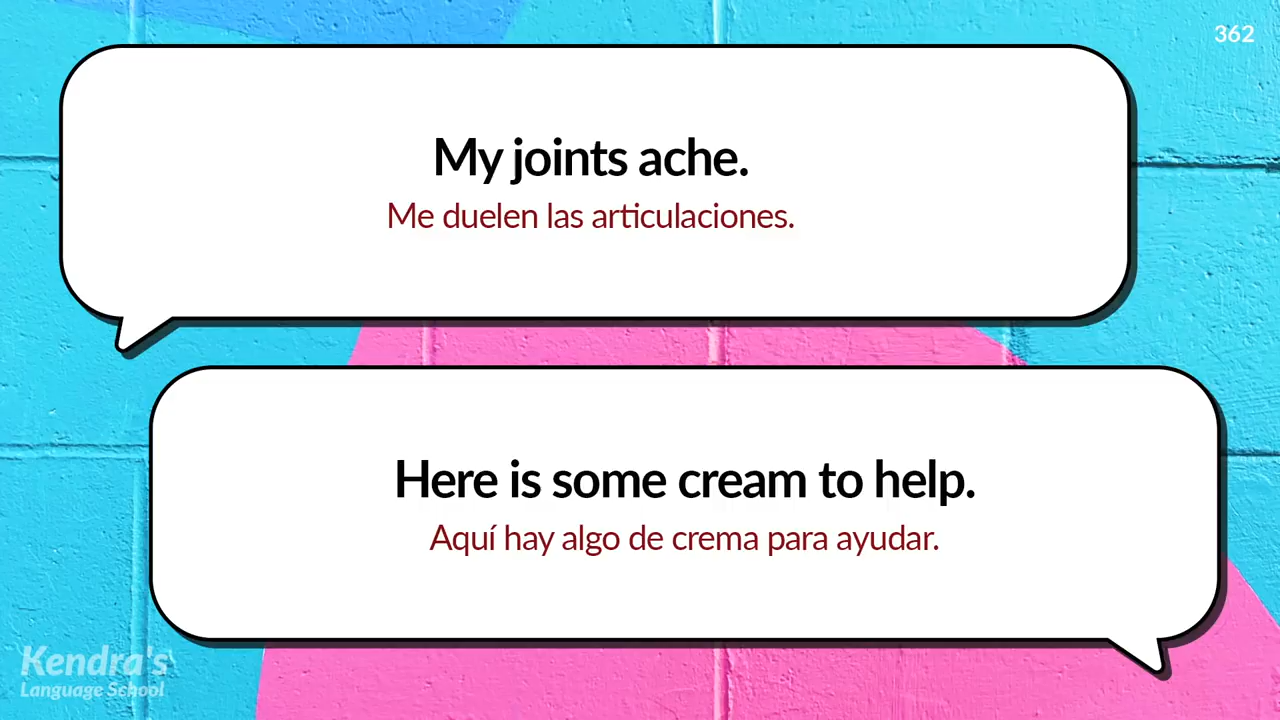 362
My joints ache.
Me duelen las articulaciones.
Here is some cream to help.
Aquí hay algo de crema para ayudar.
Kendra's
Language School